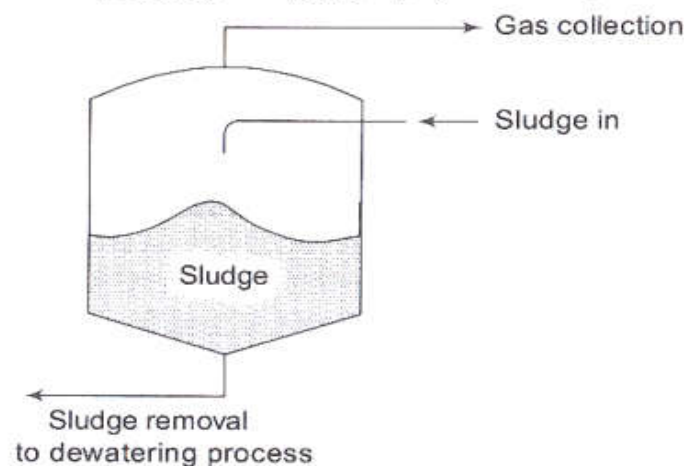 Gas collection
Sludge in
Sludge
Sludge removal
to dewatering process